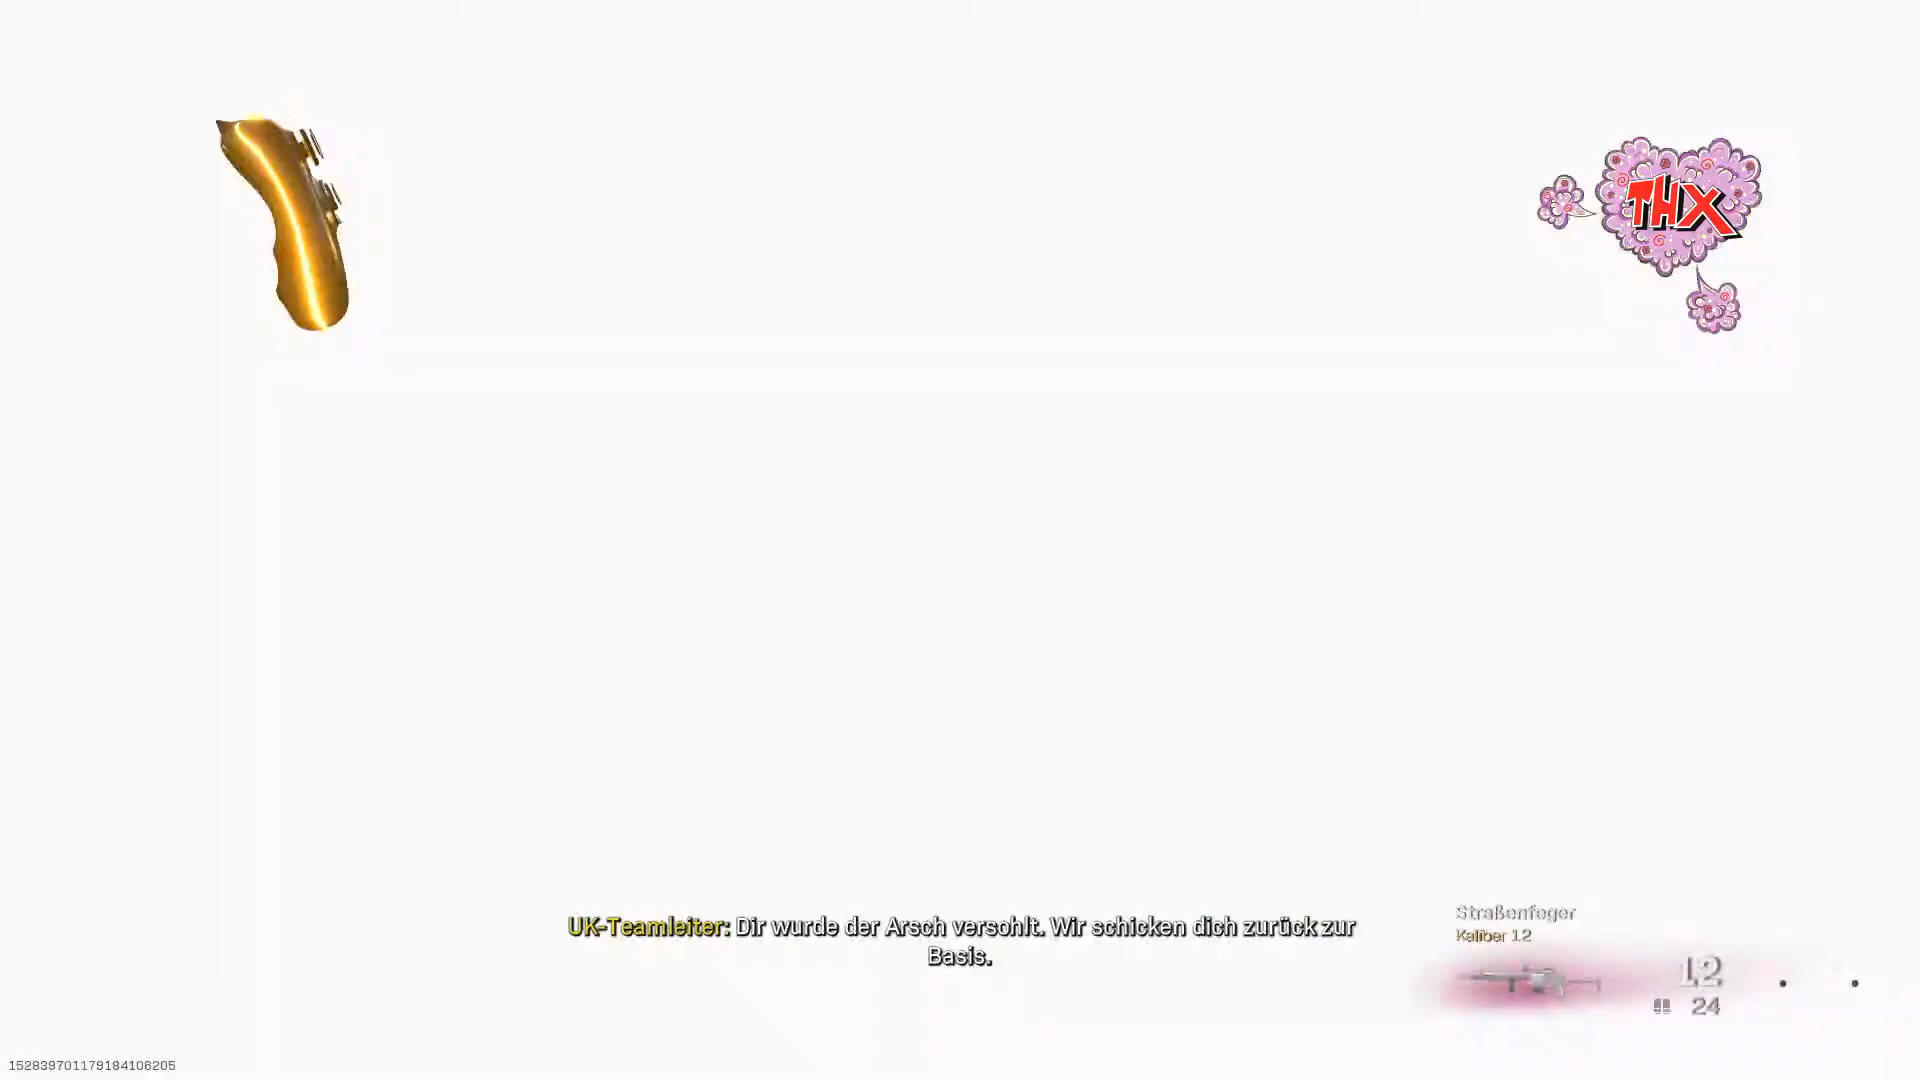 THX
UK-Teamleiter: Dir wurde der Arsch versohlt. Wir schicken dich zurück zur
Basis.
Straßenfeger
Kaliber 12
12
24
152839701179184106205